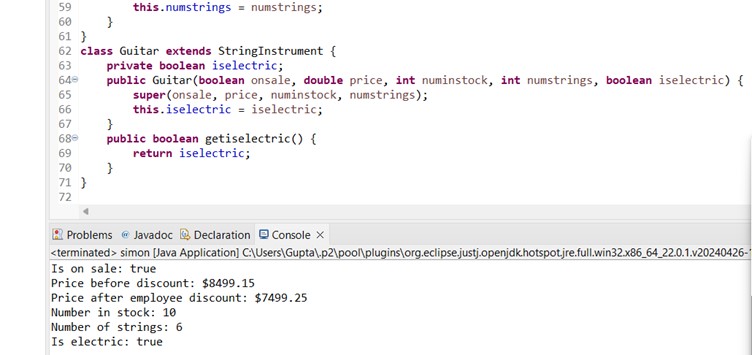 59 this.numstrings = numstrings;
60 }
61 }
62 class Guitar extends StringInstrument {
63 private boolean iselectric;
64 public Guitar(boolean onsale, double price, int numinstock, int numstrings, boolean iselectric) {
65 super(onsale, price, numinstock, numstrings);
66 this.iselectric = iselectric;
67 }
68 public boolean getiselectric() {
69 return iselectric;
70 }
71 }
72
Problems @ Javadoc Declaration Console ×
<terminated> simon [Java Application] C:\Users\Gupta\.p2\pool\plugins\org.eclipse.justj.openjdk.hotspot.jre.full.win32.x86_64_22.0.1.v20240426-1
Is on sale: true
Price before discount: $8499.15
Price after employee discount: $7499.25
Number in stock: 10
Number of strings: 6
Is electric: true